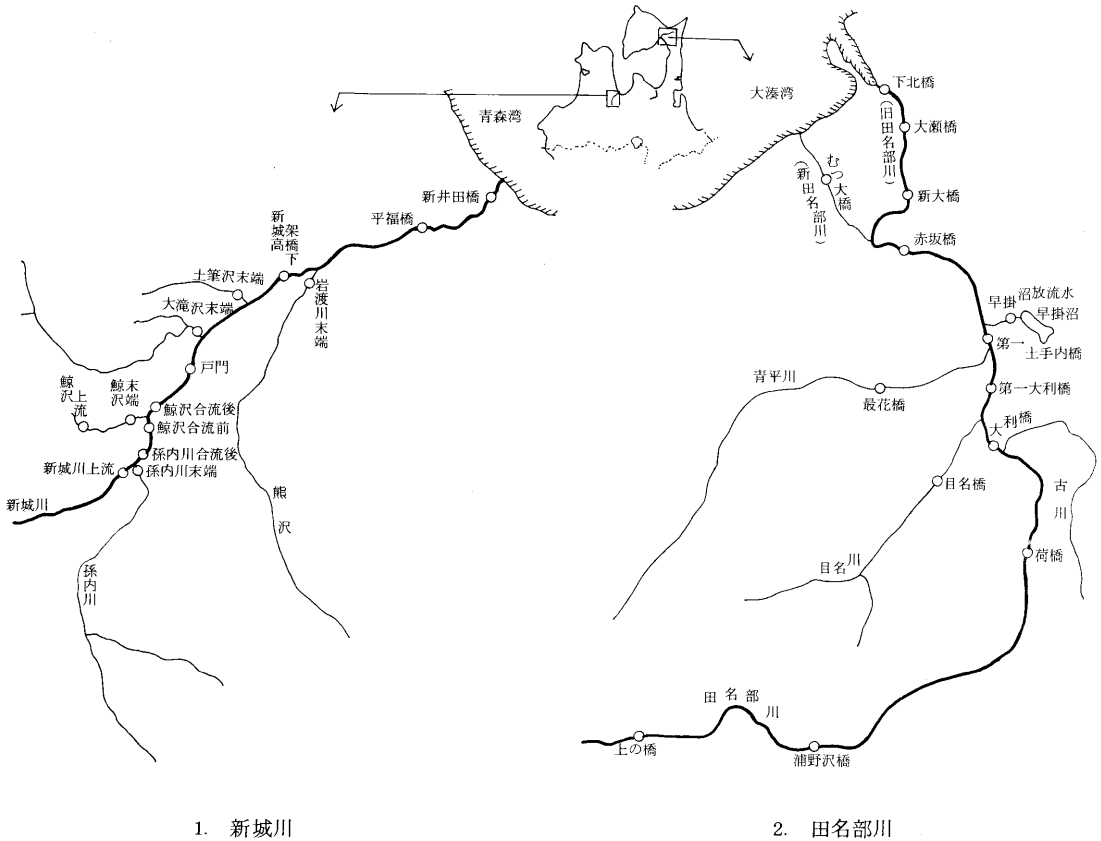 青森湾
新井田橋
平福橋
新城高架橋下
岩渡川末端
土筆沢末端
大滝沢末端
戸門
鯨沢上流
鯨沢末端
鯨沢合流後
鯨沢合流前
孫内川合流後
新城川上流
孫内川末端
新城川
熊沢
孫内川
1. 新城川
大湊湾
下北橋
(旧田名部川)
大瀬橋
むつ大橋
(新田名部川)
新大橋
赤坂橋
早掛沼放流水
早掛沼
第一土手内橋
青平川
最花橋
第一大利橋
大利橋
目名橋
古川
荷橋
目名川
田名部川
上の橋
浦野沢橋
2. 田名部川